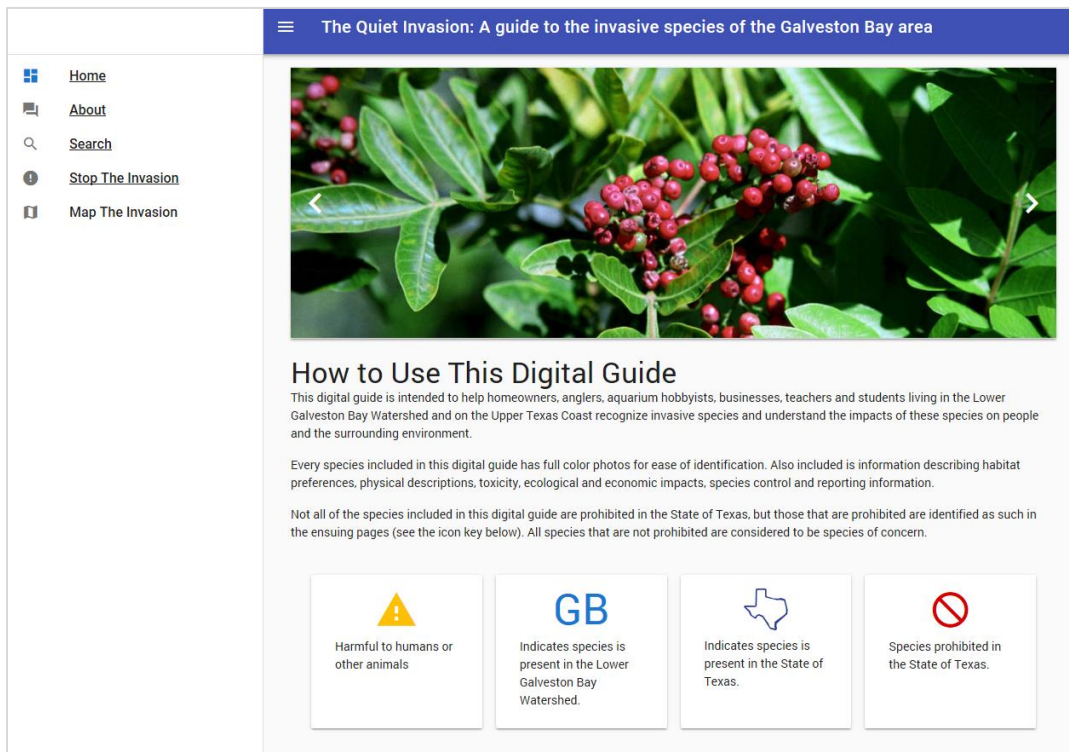 The Quiet Invasion: A guide to the invasive species of the Galveston Bay area
Home
About
Search
Stop The Invasion
Map The Invasion
How to Use This Digital Guide
This digital guide is intended to help homeowners, anglers, aquarium hobbyists, businesses, teachers and students living in the Lower
Galveston Bay Watershed and on the Upper Texas Coast recognize invasive species and understand the impacts of these species on people
and the surrounding environment.
Every species included in this digital guide has full color photos for ease of identification. Also included is information describing habitat
preferences, physical descriptions, toxicity, ecological and economic impacts, species control and reporting information.
Not all of the species included in this digital guide are prohibited in the State of Texas, but those that are prohibited are identified as such in
the ensuing pages (see the icon key below). All species that are not prohibited are considered to be species of concern.
Harmful to humans or
other animals
GB
Indicates species is
present in the Lower
Galveston Bay
Watershed.
Indicates species is
present in the State of
Texas.
Species prohibited in
the State of Texas.